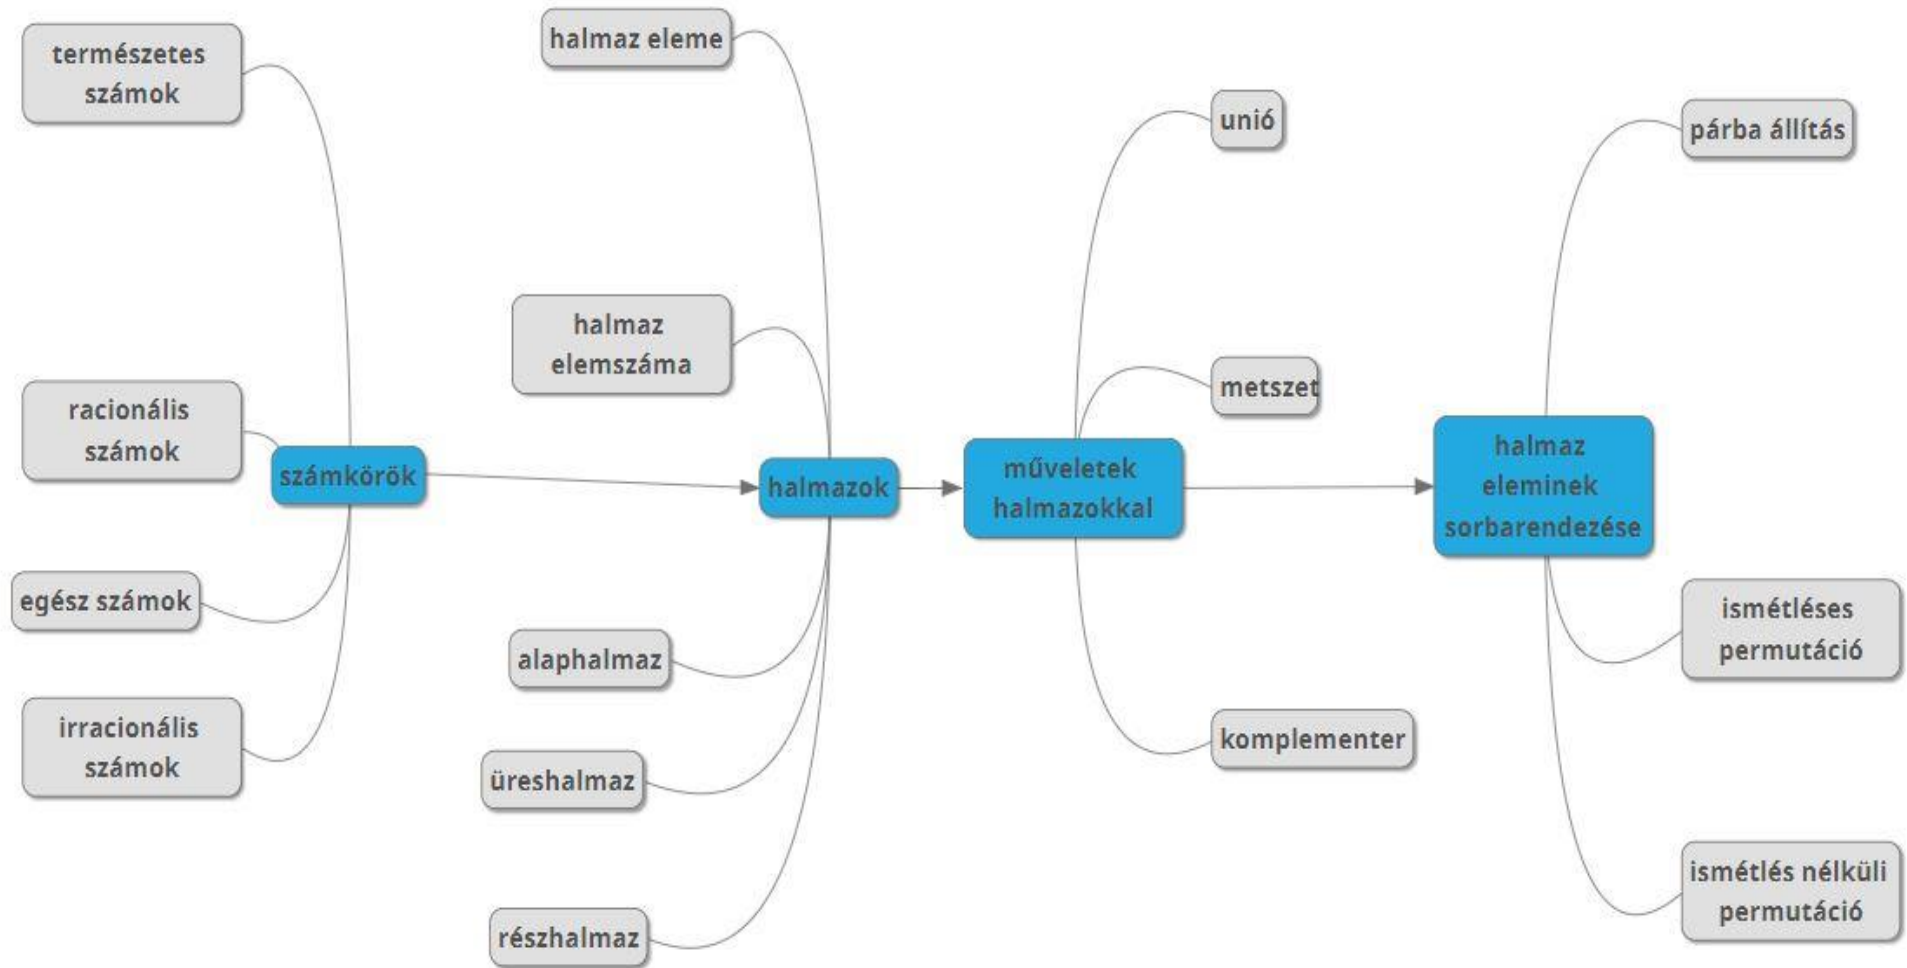 természetes
számok
racionális
számok
számkörök
egész számok
irracionális
számok
halmaz eleme
halmaz
elemszáma
halmazok
alaphalmaz
üreshalmaz
részhalmaz
unió
metszet
műveletek
halmazokkal
komplementer
párba állítás
halmaz
eleminek
sorbarendezése
ismétléses
permutáció
ismétlés nélküli
permutáció